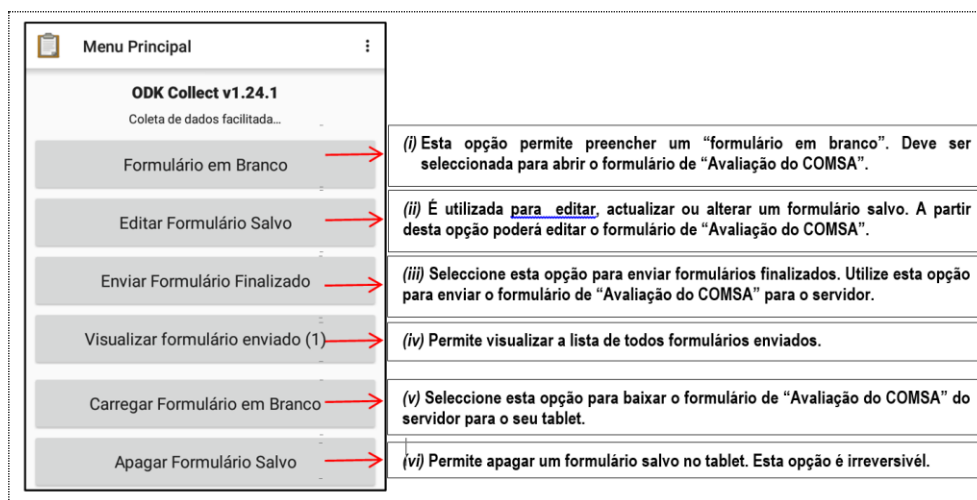 Menu Principal
ODK Collect v1.24.1
Coleta de dados facilitada...
Formulário em Branco
(i) Esta opção permite preencher um “formulário em branco”. Deve ser
seleccionada para abrir o formulário de “Avaliação do COMSA”.
Editar Formulário Salvo
(ii) É utilizada para editar, actualizar ou alterar um formulário salvo. A partir
desta opção poderá editar o formulário de “Avaliação do COMSA”.
Enviar Formulário Finalizado
(iii) Seleccione esta opção para enviar formulários finalizados. Utilize esta opção
para enviar o formulário de “Avaliação do COMSA” para o servidor.
Visualizar formulário enviado (1)
(iv) Permite visualizar a lista de todos formulários enviados.
Carregar Formulário em Branco
(v) Seleccione esta opção para baixar o formulário de “Avaliação do COMSA” do
servidor para o seu tablet.
Apagar Formulário Salvo
(vi) Permite apagar um formulário salvo no tablet. Esta opção é irreversivél.